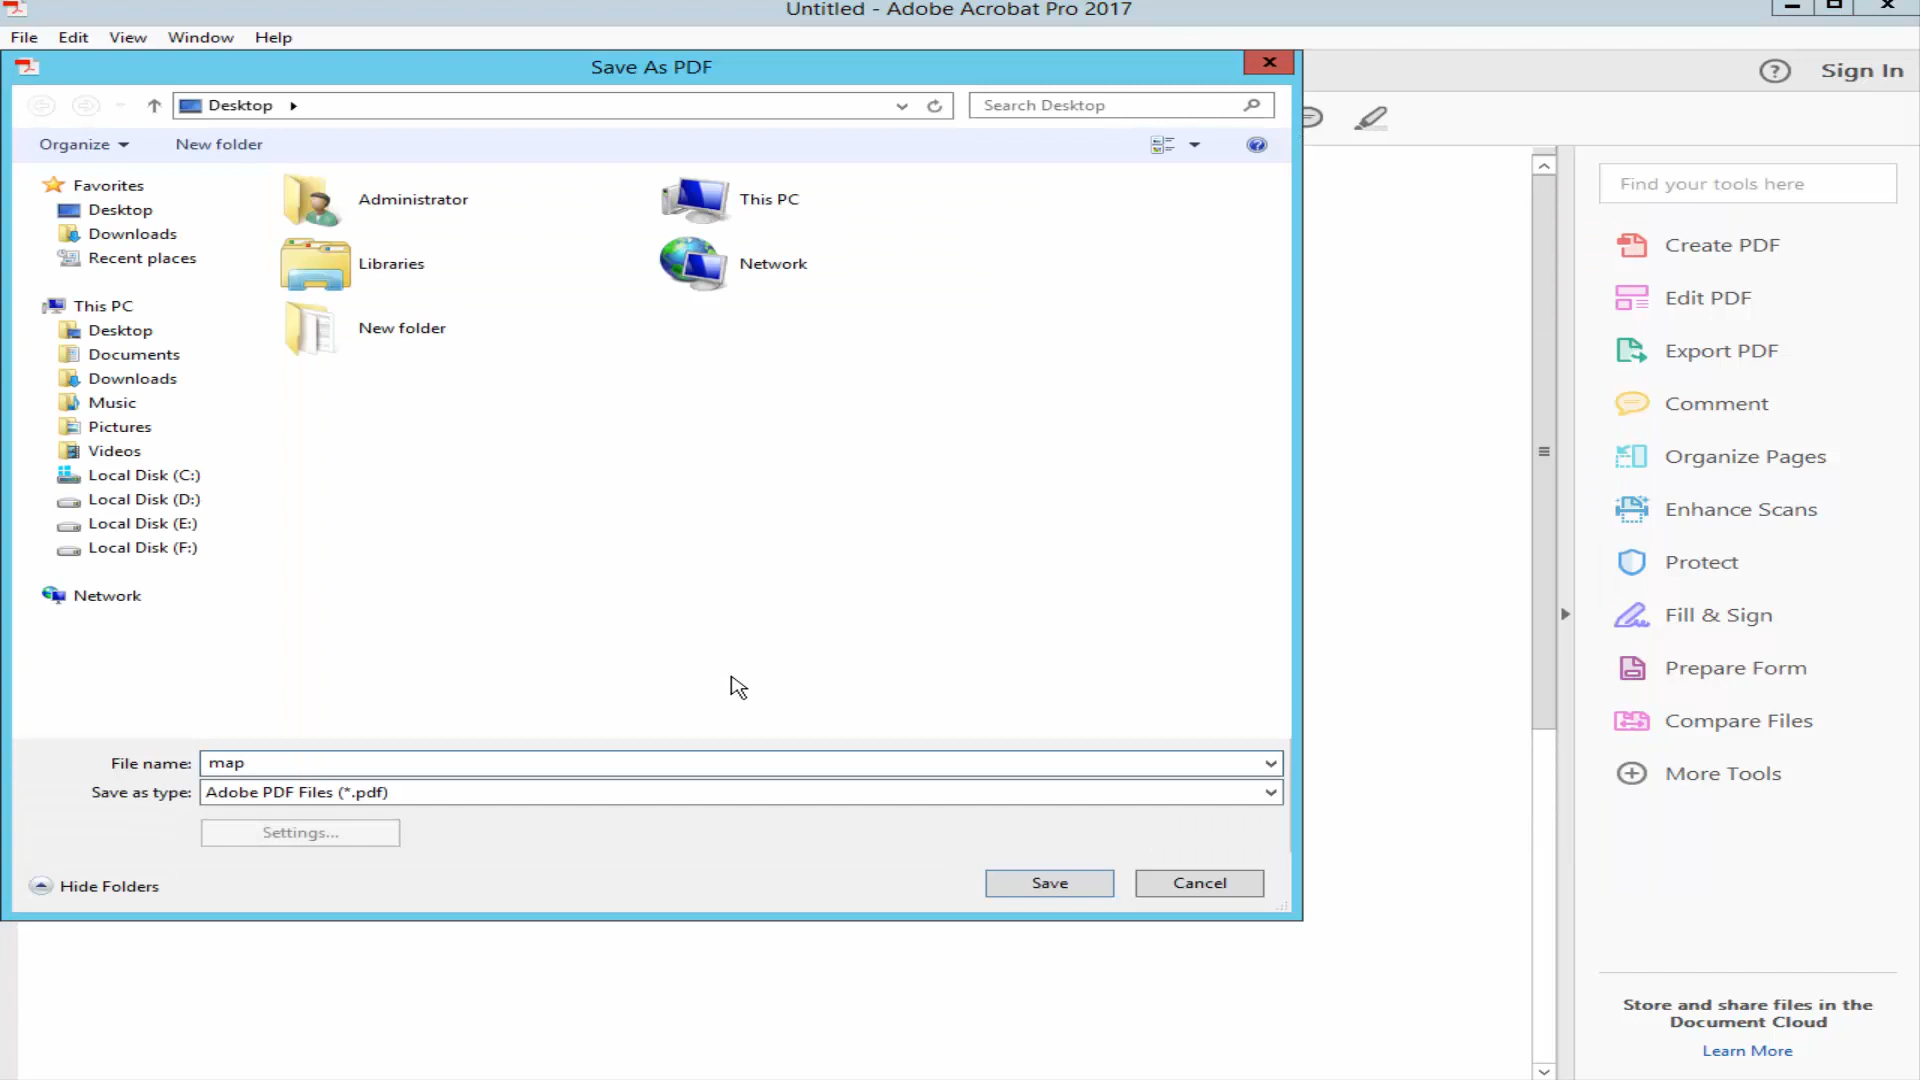 Untitled - Adobe Acrobat Pro 2017
File Edit View Window Help
Save As PDF
Sign In
Desktop
Search Desktop
Organize
New folder
Favorites
Desktop
Downloads
Recent places
This PC
Desktop
Documents
Downloads
Music
Pictures
Videos
Local Disk (C:)
Local Disk (D:)
Local Disk (E:)
Local Disk (F:)
Network
Administrator
This PC
Libraries
Network
New folder
File name: map
Save as type: Adobe PDF Files (*.pdf)
Settings...
Hide Folders
Save
Cancel
Find your tools here
Create PDF
Edit PDF
Export PDF
Comment
Organize Pages
Enhance Scans
Protect
Fill & Sign
Prepare Form
Compare Files
More Tools
Store and share files in the
Document Cloud
Learn More